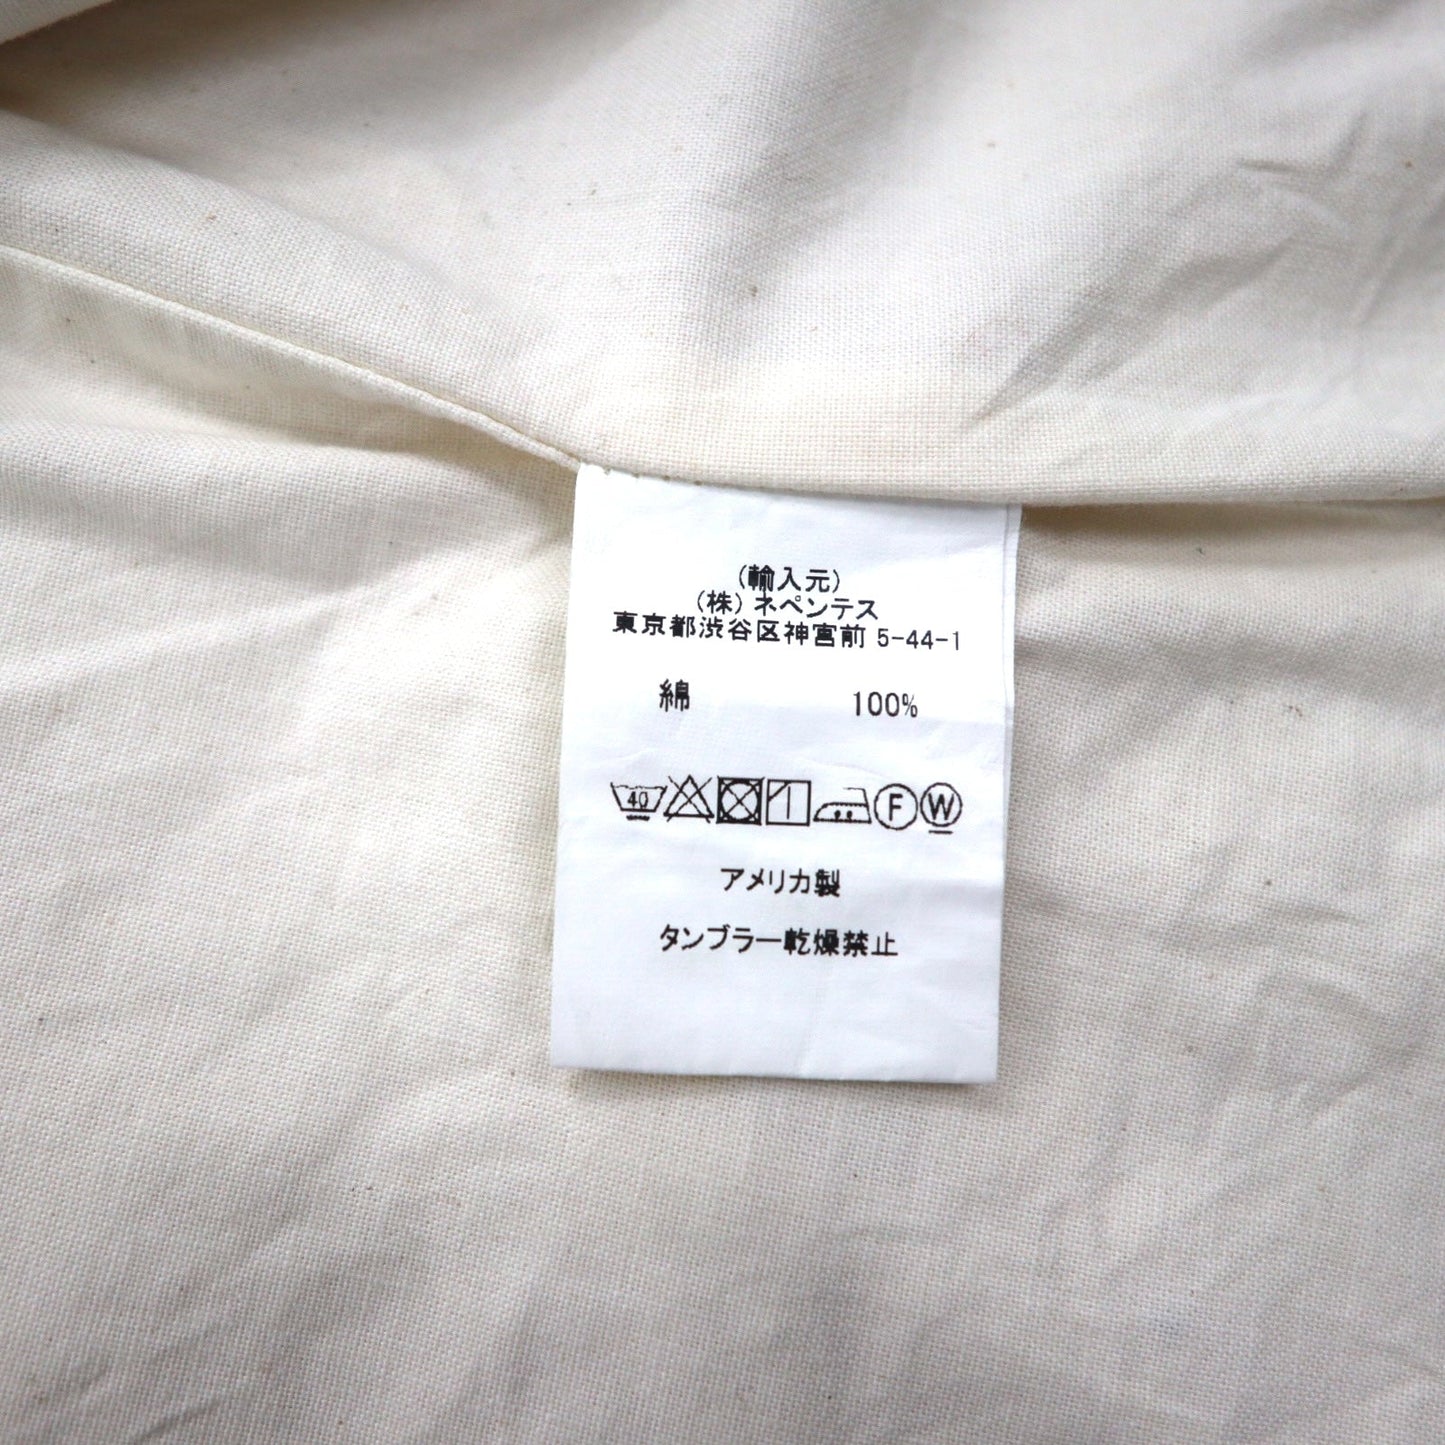 (輸入元)
(株)ネペンテス
東京都渋谷区神宮前 5-44-1
綿 100%
40 F W
アメリカ製
タンブラー乾燥禁止